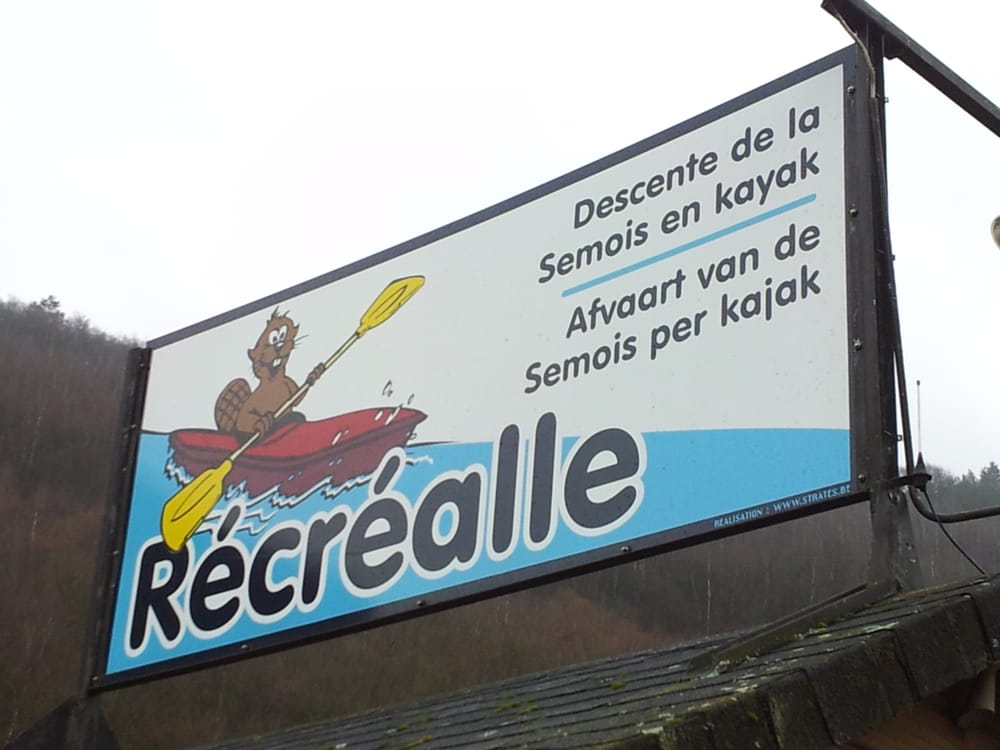 Descente de la
Semois en kayak
Afvaart van de
Semois per kajak
Récréalle
REALISATION : WWW.STRATES.BE